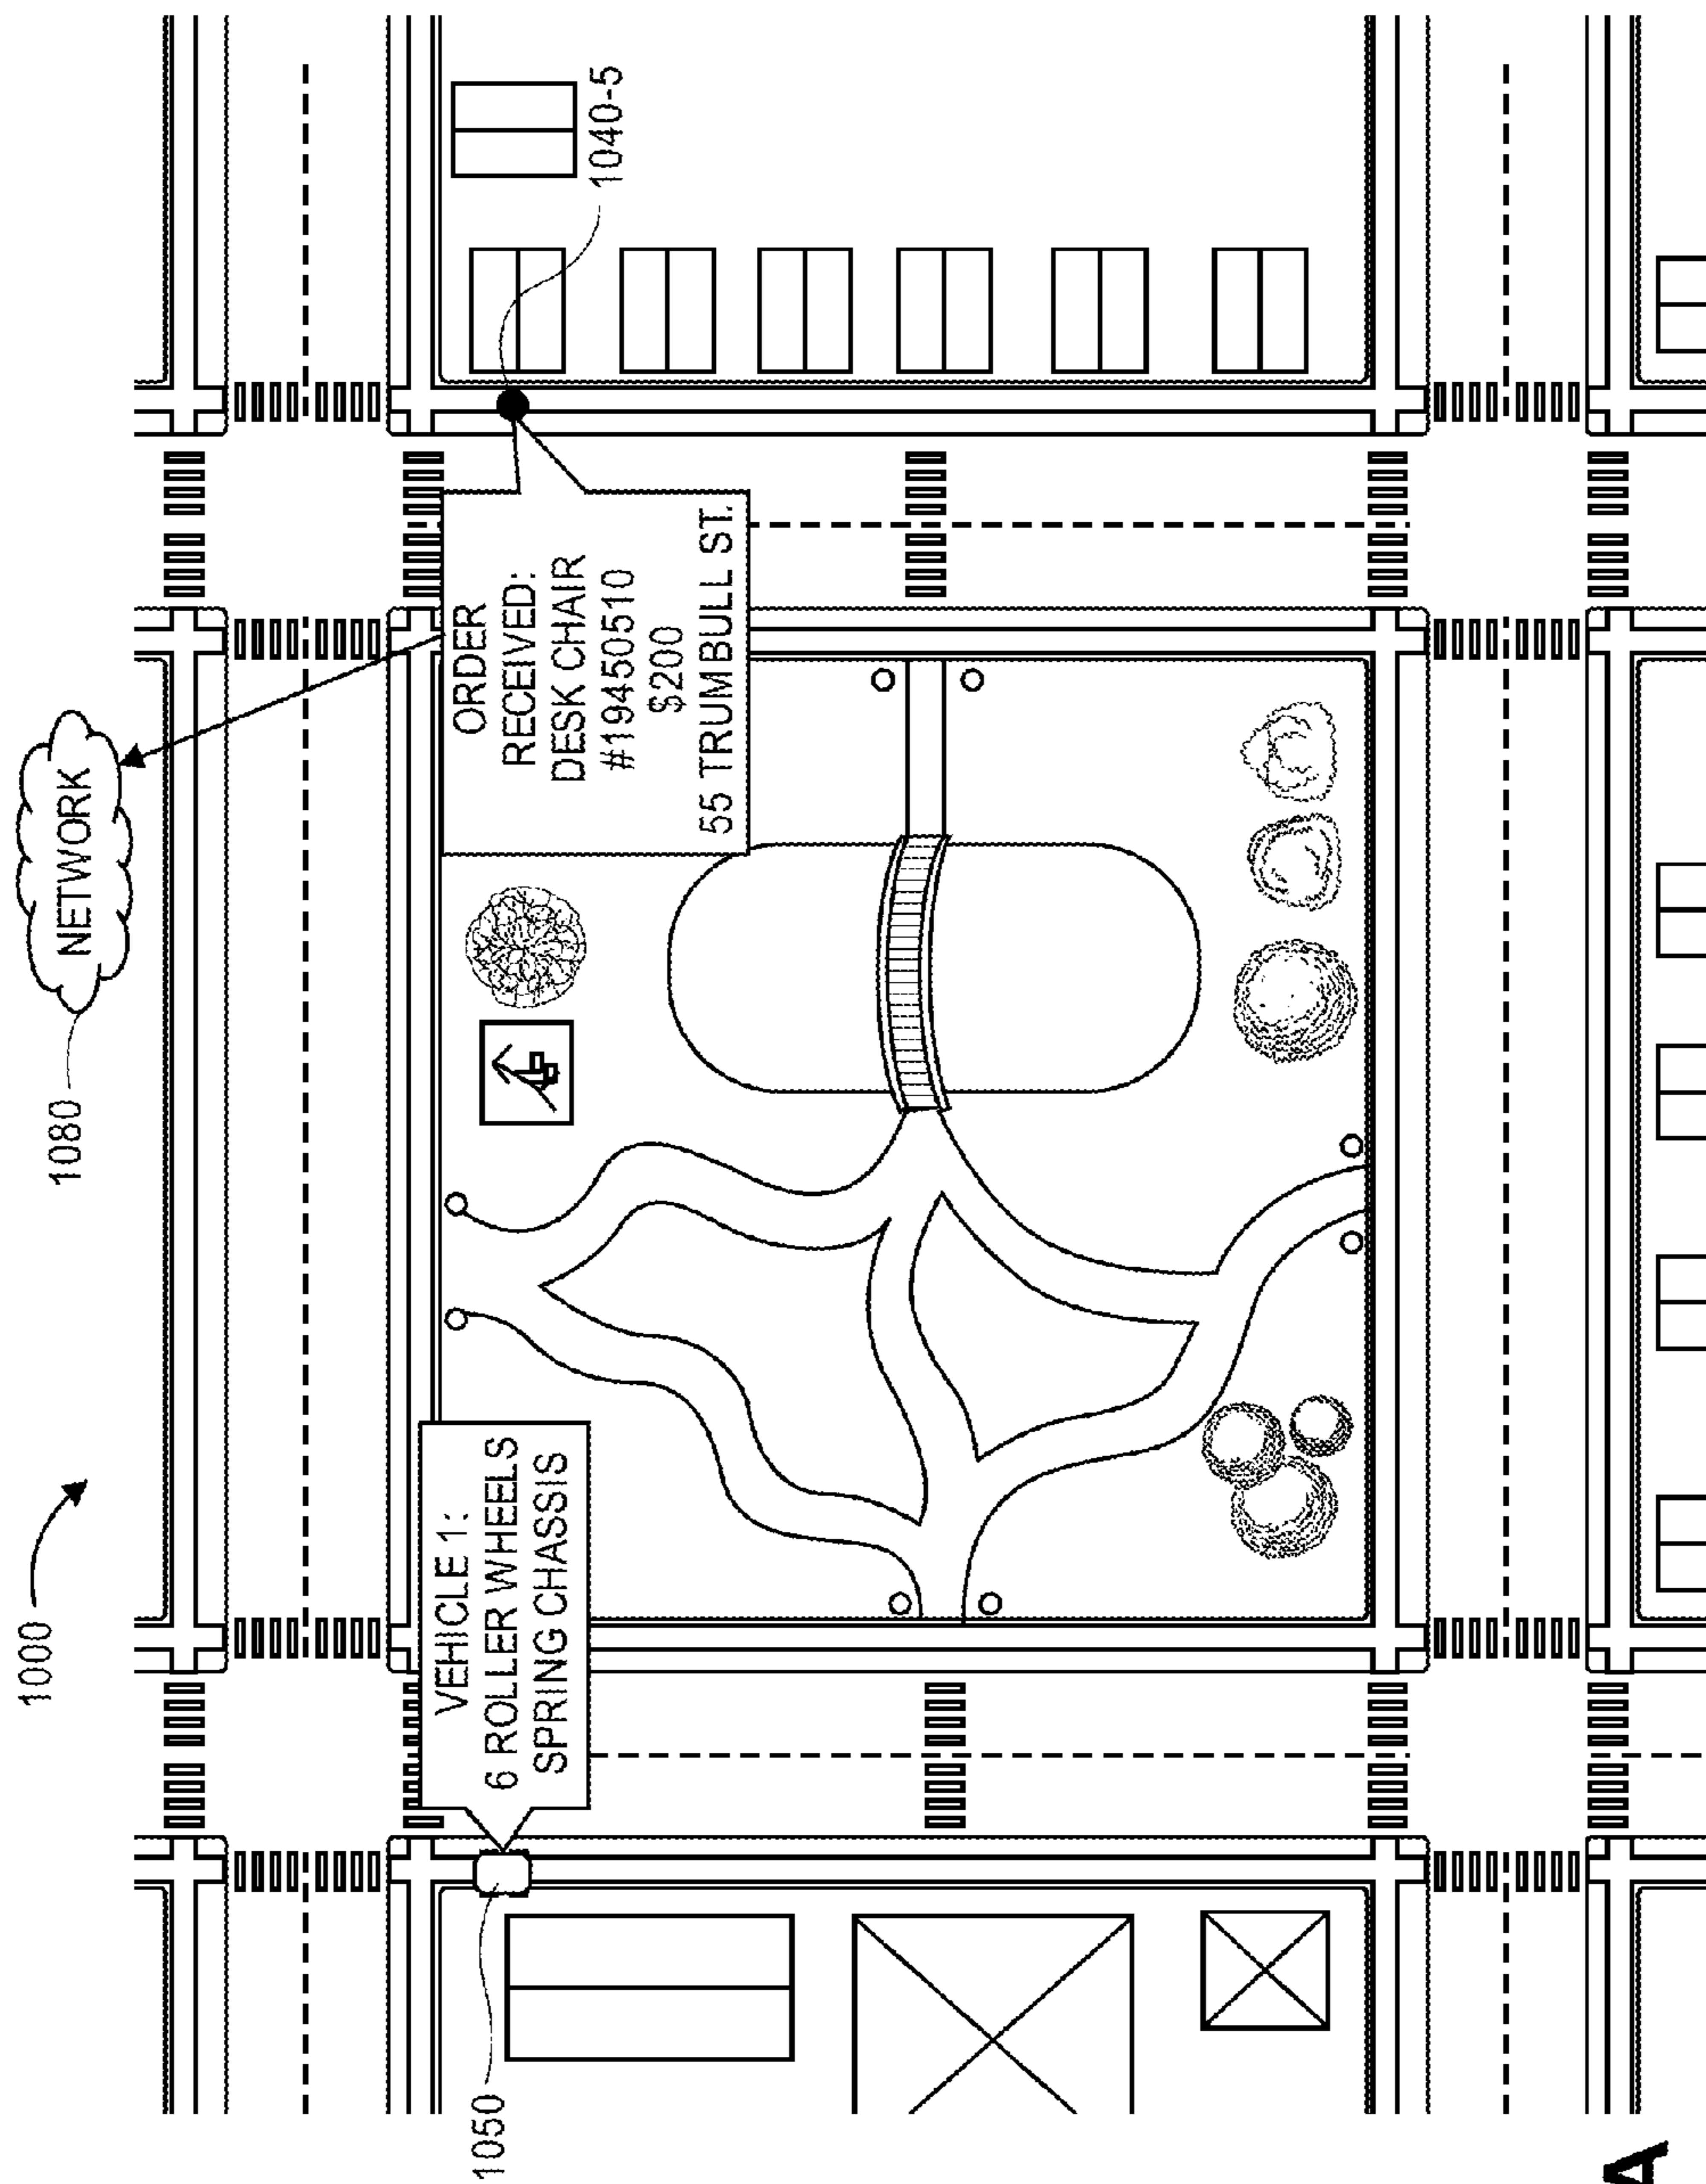 1000
1080
NETWORK
ORDER
RECEIVED:
DESK CHAIR
#19450510
$200
55 TRUMBULL ST.
1040-5
VEHICLE 1:
6 ROLLER WHEELS
SPRING CHASSIS
1050
A